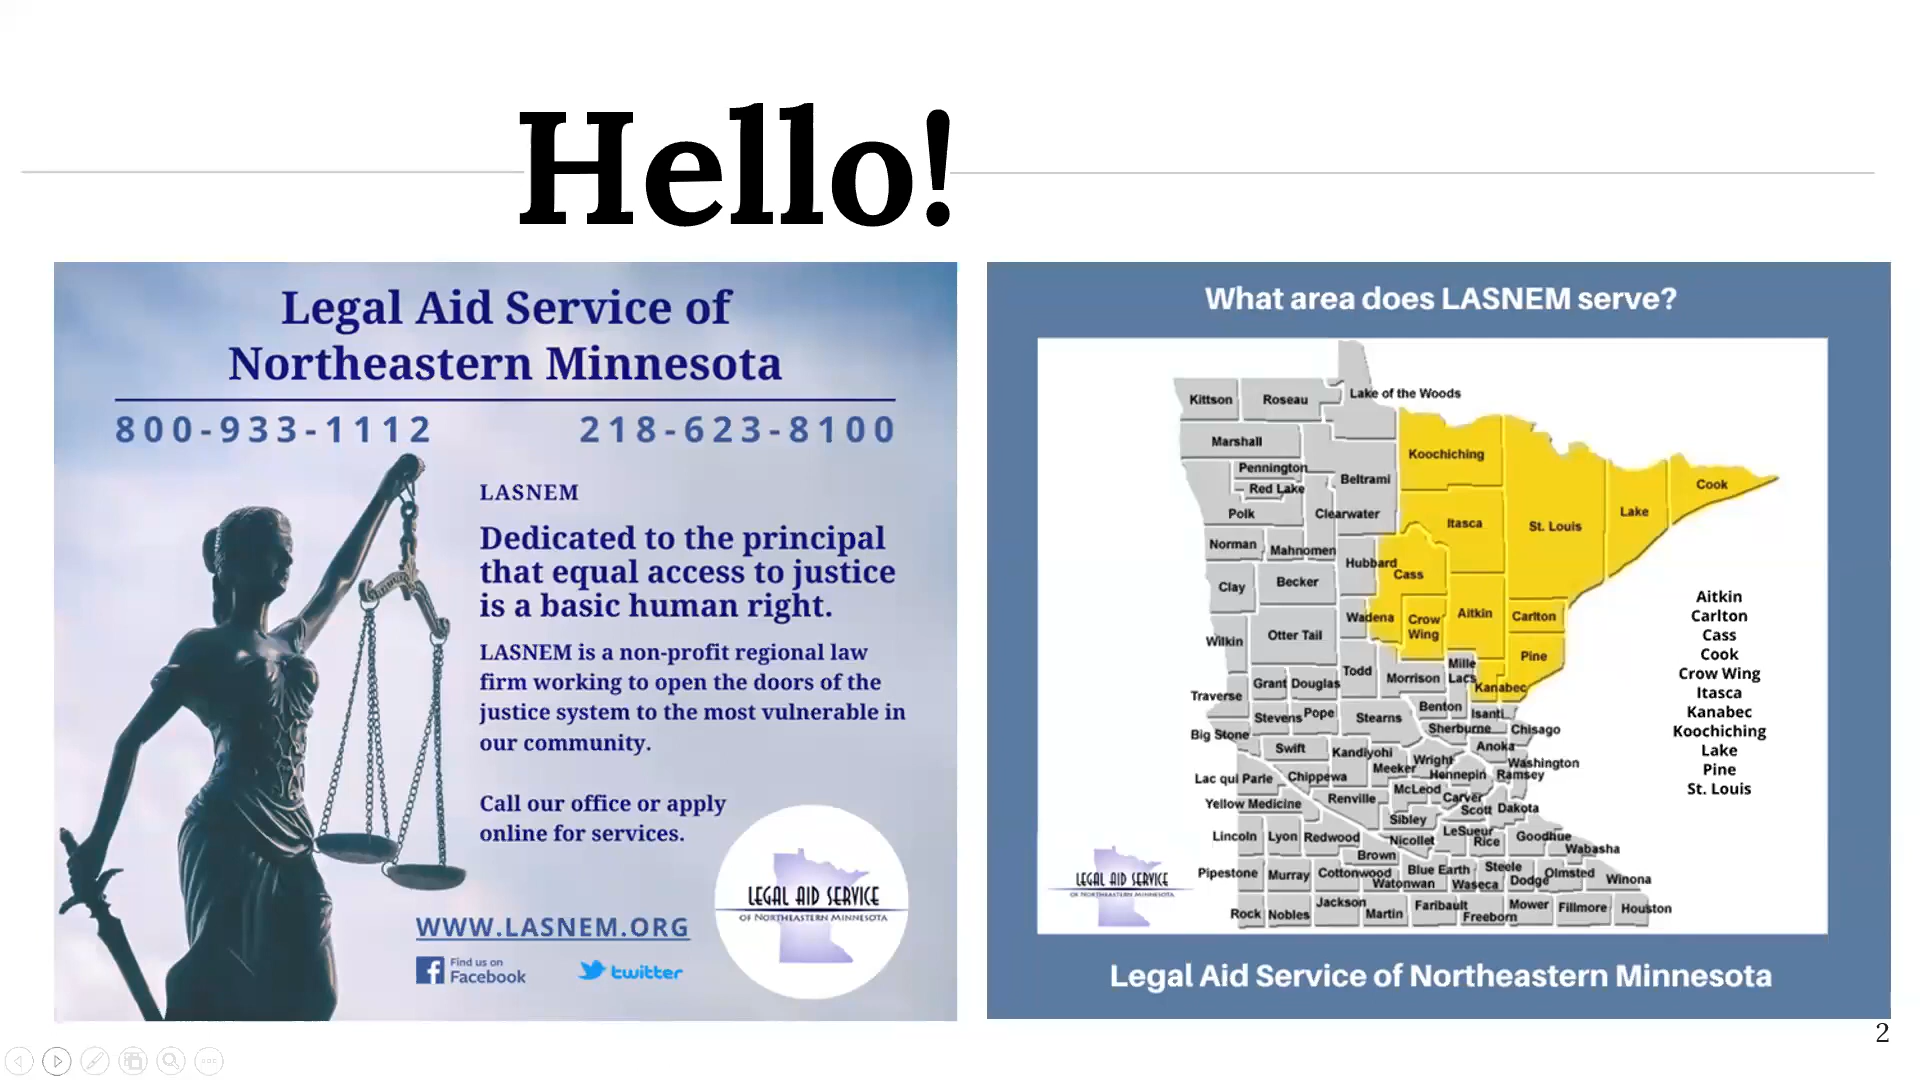 Hello!
Legal Aid Service of
Northeastern Minnesota
800-933-1112 218-623-8100
LASNEM
Dedicated to the principal
that equal access to justice
is a basic human right.
LASNEM is a non-profit regional law
firm working to open the doors of the
justice system to the most vulnerable in
our community.
Call our office or apply
online for services.
LEGAL AID SERVICE
OF NORTHEASTERN MINNESOTA
WWW.LASNEM.ORG
Find us on
Facebook
twitter
What area does LASNEM serve?
Lake of the Woods
Kittson Roseau
Marshall
Koochiching
Pennington
Beltrami
Red Lake
Cook
Polk Clearwater
Itasca St. Louis Lake
Norman Mahnomen
Hubbard
Cass
Clay Becker
Wadena Crow
Wing
Aitkin Carlton
Wilkin Otter Tail
Pine
Todd
Morrison
Mille
Lacs
Kanabec
Grant Douglas
Traverse
Stevens Pope Stearns
Benton
Isanti
Sherburne Chisago
Big Stone
Swift Kandiyohi
Anoka
Wright
Washington
Meeker
Hennepin Ramsey
Lac qui Parle Chippewa
McLeod
Carver
Yellow Medicine Renville
Scott Dakota
Sibley
Lincoln Lyon Redwood
Nicollet
LeSueur
Rice
Goodhue
Wabasha
Brown
Pipestone Murray Cottonwood
Watonwan
Blue Earth
Waseca
Steele
Dodge
Olmsted
Winona
Rock Nobles
Jackson
Martin
Faribault
Freeborn
Mower Fillmore Houston
Aitkin
Carlton
Cass
Cook
Crow Wing
Itasca
Kanabec
Koochiching
Lake
Pine
St. Louis
LEGAL AID SERVICE
OF NORTHEASTERN MINNESOTA
Legal Aid Service of Northeastern Minnesota
2